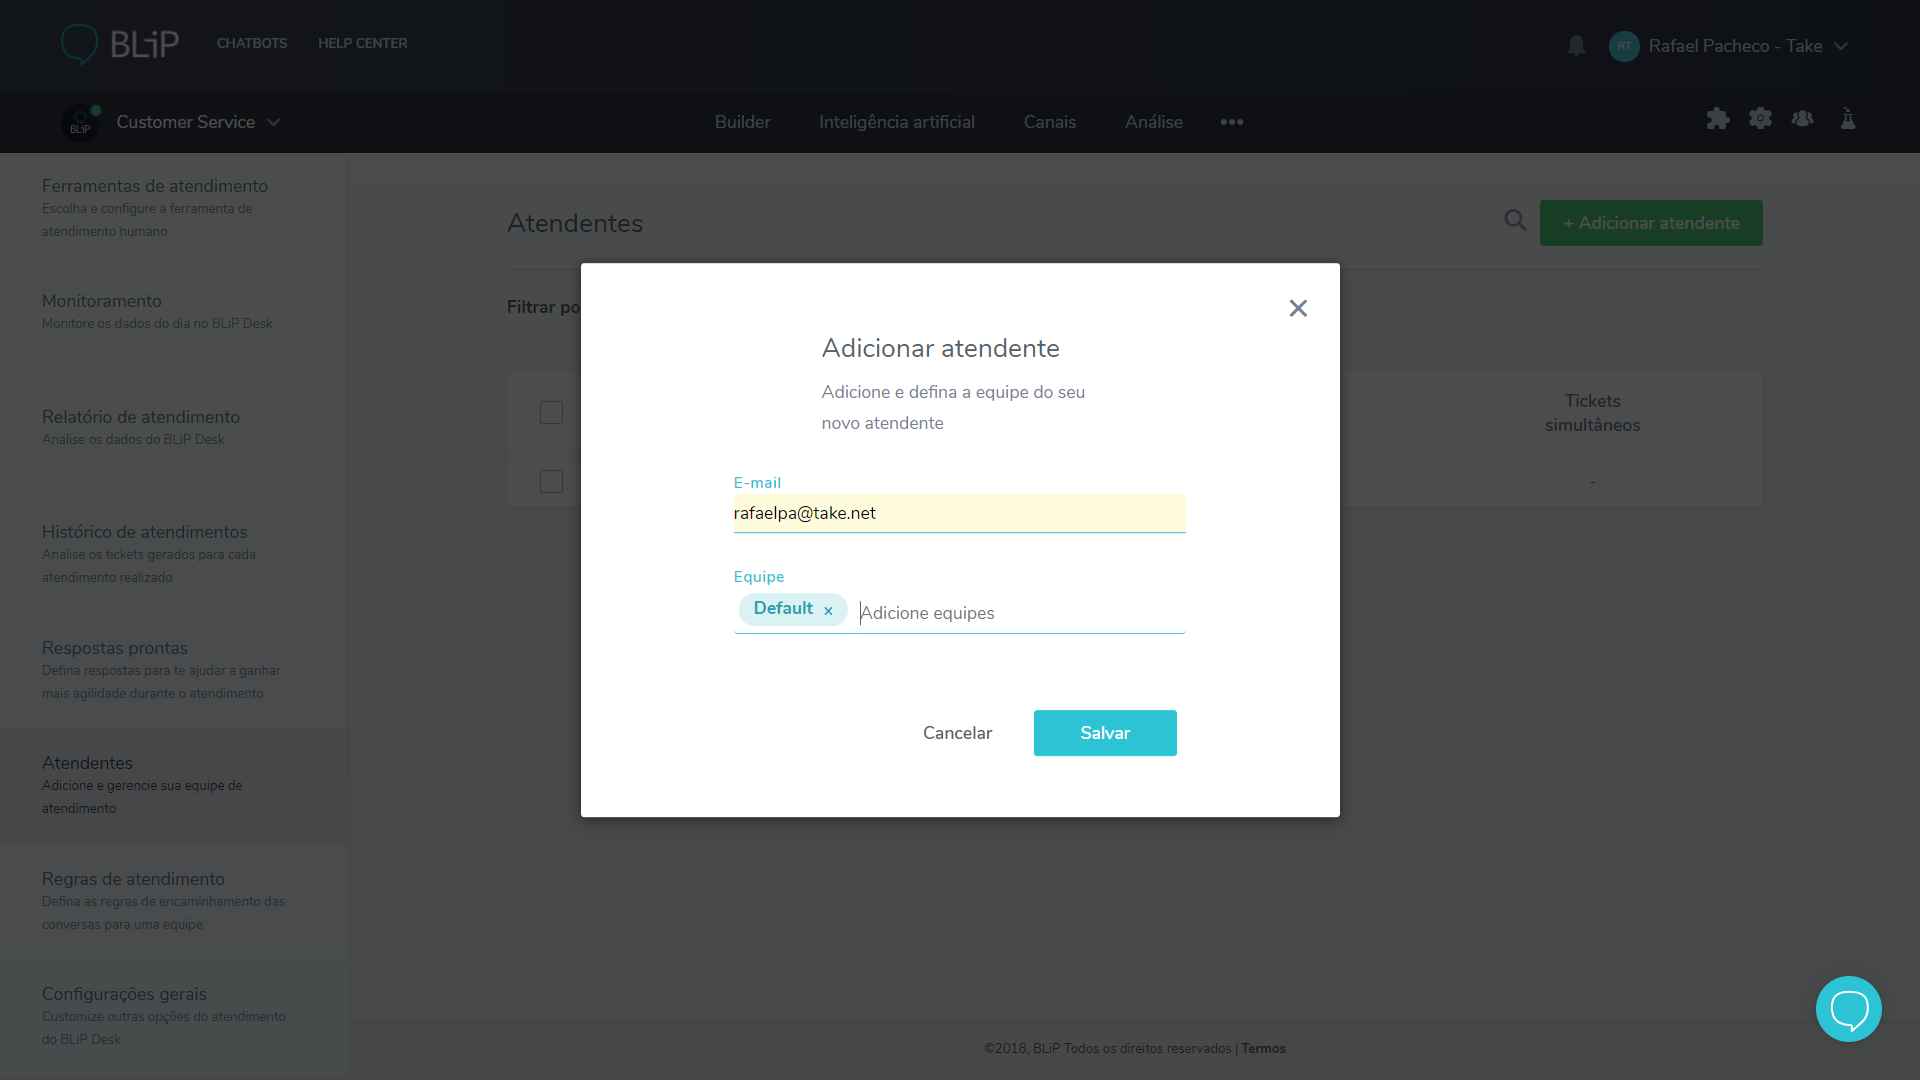 BLiP CHATBOTS HELP CENTER
RT Rafael Pacheco - Take
BLiP Customer Service
Builder Inteligência artificial Canais Análise •••
Ferramentas de atendimento
Escolha e configure a ferramenta de
atendimento humano
Monitoramento
Monitore os dados do dia no BLiP Desk
Relatório de atendimento
Analise os dados do BLiP Desk
Histórico de atendimentos
Analise os tickets gerados para cada
atendimento realizado
Respostas prontas
Defina respostas para te ajudar a ganhar
mais agilidade durante o atendimento
Atendentes
Adicione e gerencie sua equipe de
atendimento
Regras de atendimento
Defina as regras de encaminhamento das
conversas para uma equipe
Configurações gerais
Customize outras opções do atendimento
do BLiP Desk
Atendentes
+ Adicionar atendente
Filtrar po
Tickets
simultâneos
-
Adicionar atendente
Adicione e defina a equipe do seu
novo atendente
E-mail
rafaelpa@take.net
Equipe
Default × Adicione equipes
Cancelar Salvar
©2018, BLiP Todos os direitos reservados | Termos